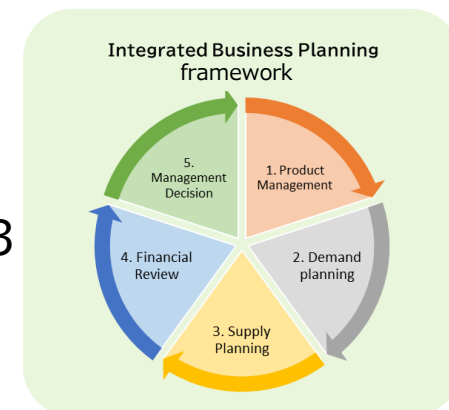 Integrated Business Planning
framework
5.
Management
Decision
1. Product
Management
3
4. Financial
Review
2. Demand
planning
3. Supply
Planning